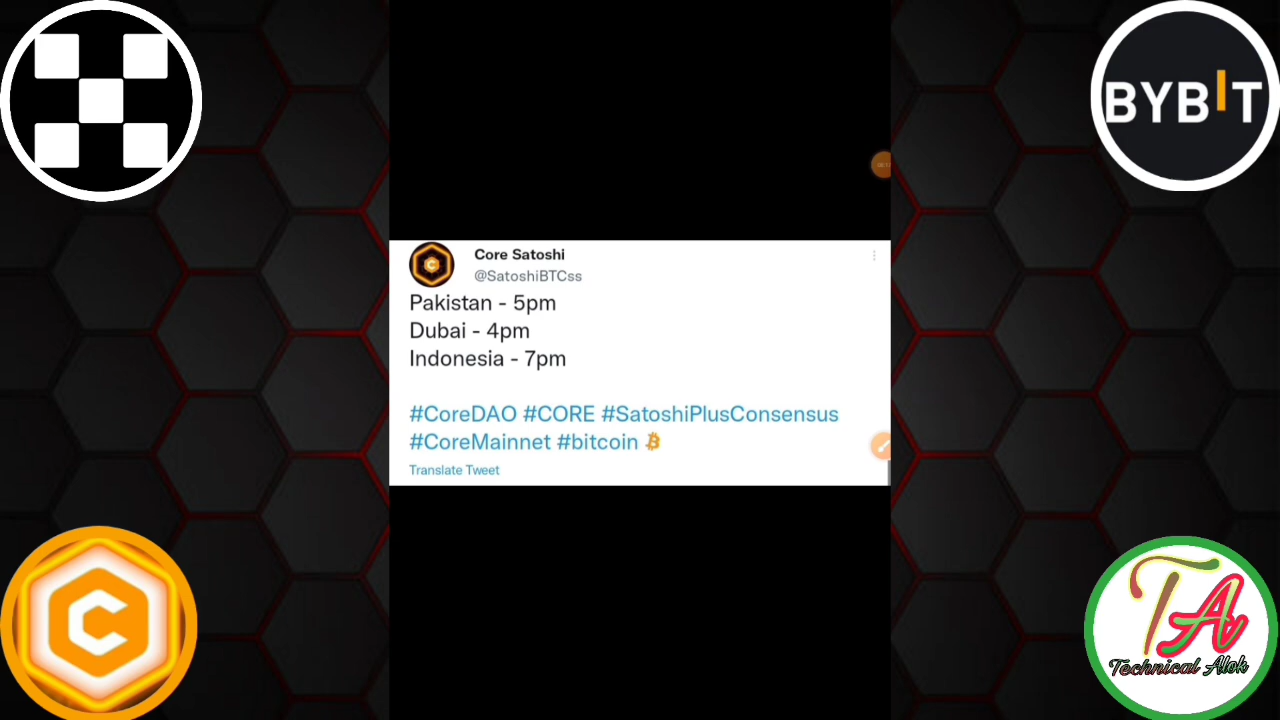 BYBIT
Core Satoshi
@SatoshiBTCss
Pakistan - 5pm
Dubai - 4pm
Indonesia - 7pm
#CoreDAO #CORE #SatoshiPlusConsensus
#CoreMainnet #bitcoin
Translate Tweet
TA
Technical Alok